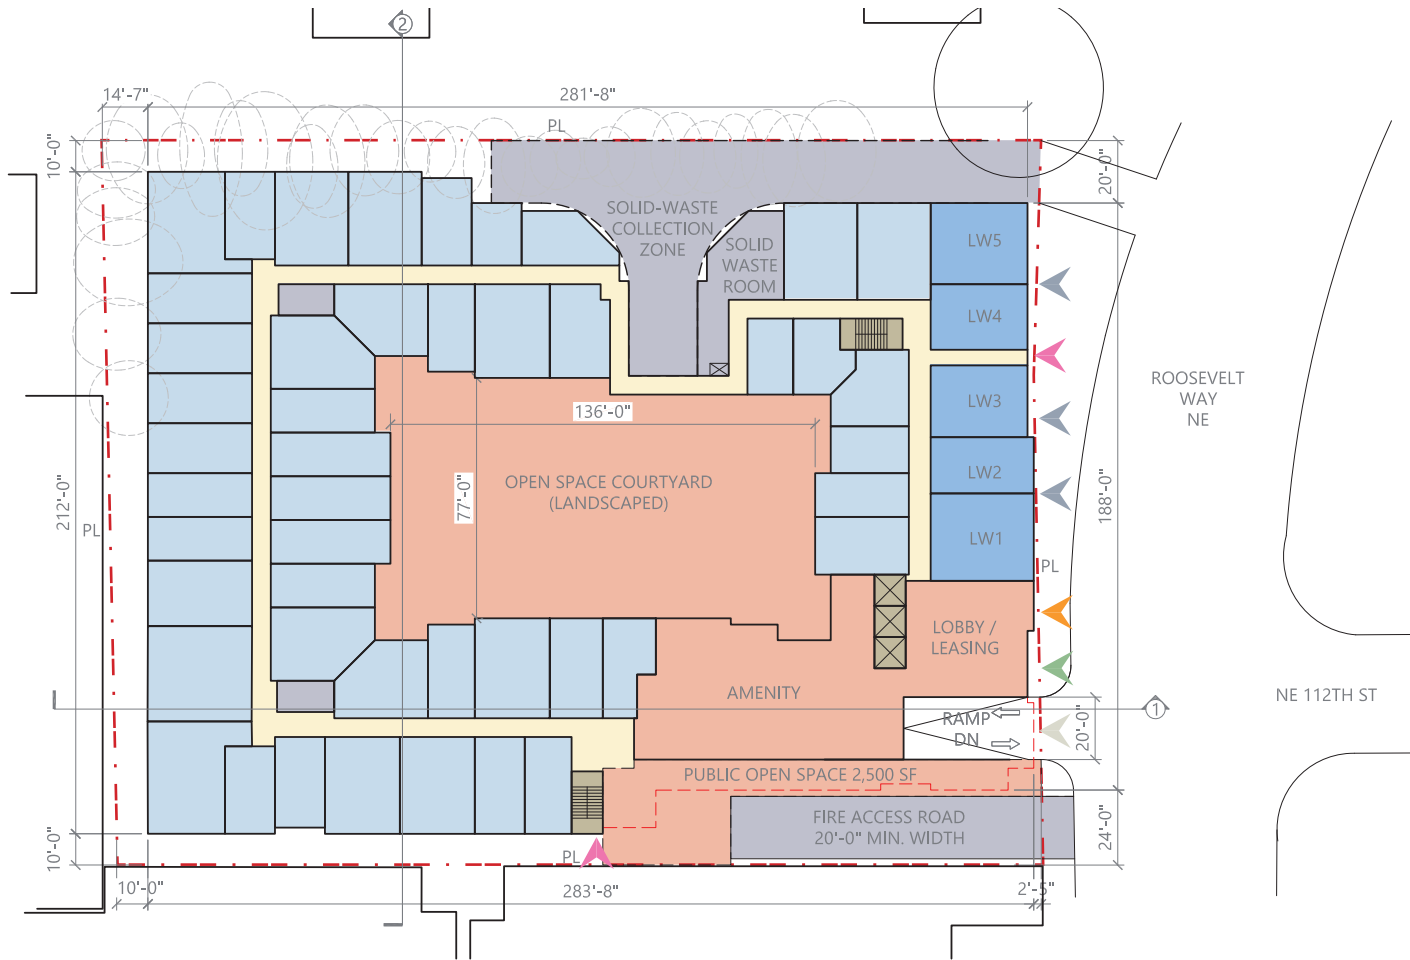 2
14'-7"
281'-8"
PL
10'-0"
20'-0"
SOLID-WASTE
COLLECTION
ZONE
SOLID
WASTE
ROOM
LW5
LW4
ROOSEVELT
WAY
NE
136'-0"
LW3
77'-0"
OPEN SPACE COURTYARD
(LANDSCAPED)
LW2
212'-0"
188'-0"
PL
LW1
PL
LOBBY /
LEASING
AMENITY
NE 112TH ST
1
RAMP
DN
20'-0"
PUBLIC OPEN SPACE 2,500 SF
FIRE ACCESS ROAD
20'-0" MIN. WIDTH
24'-0"
10'-0"
PL
10'-0"
283'-8"
2'-5"